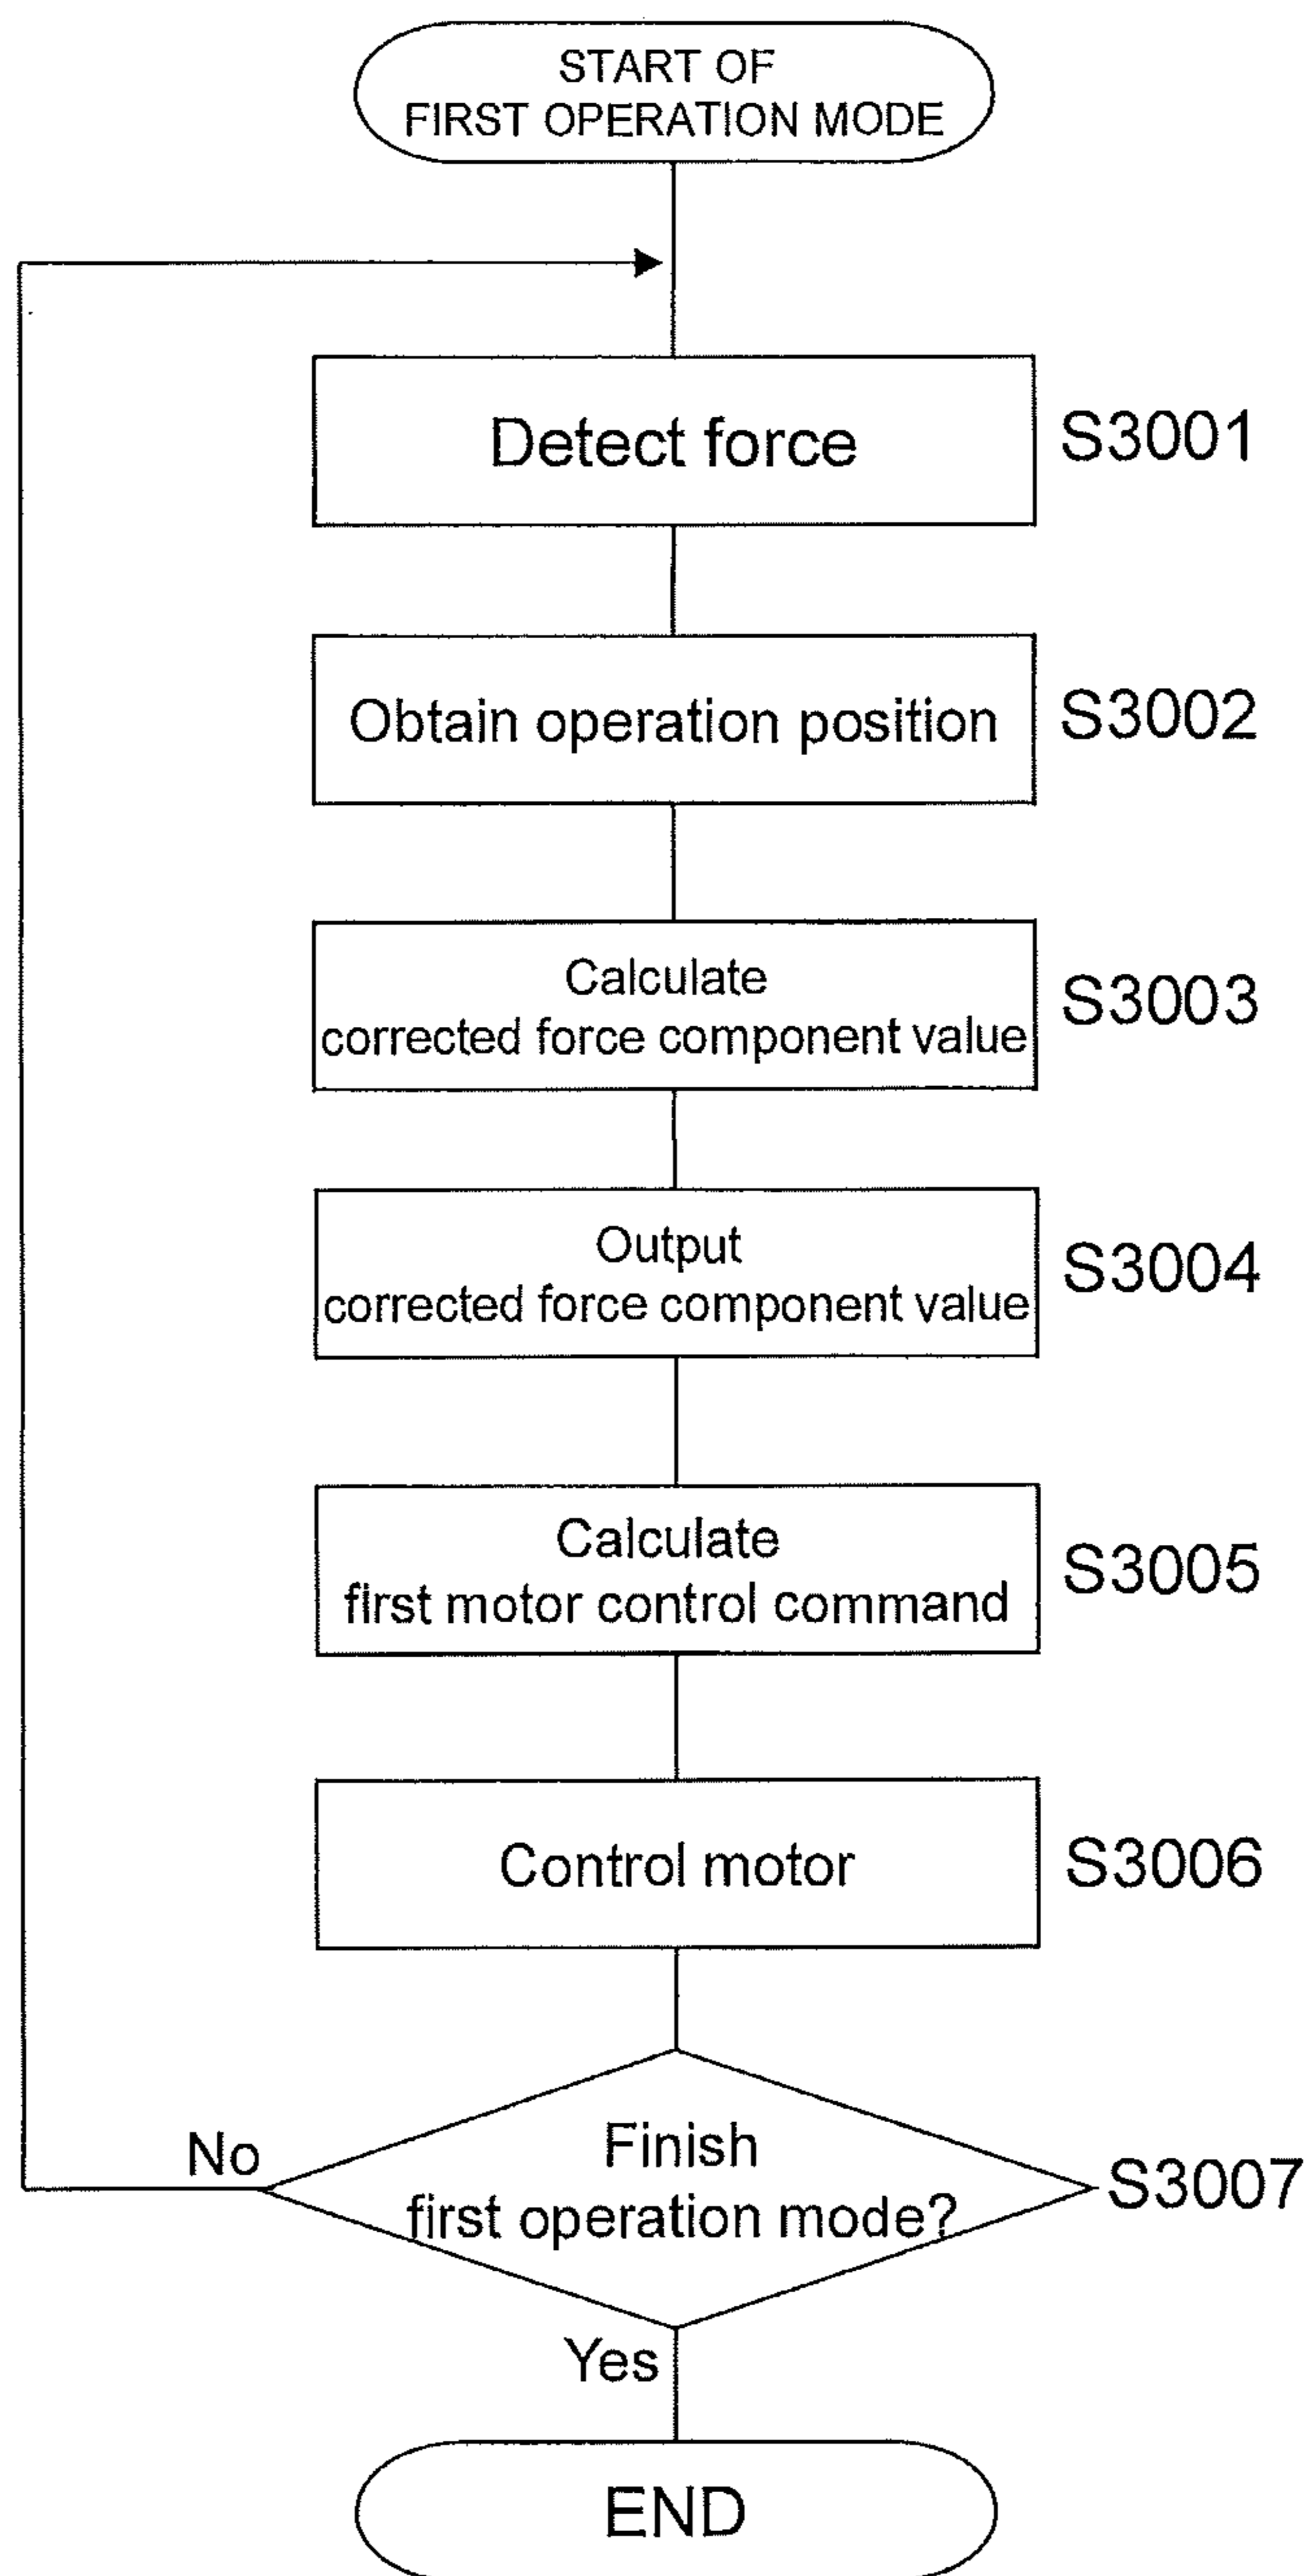 START OF
FIRST OPERATION MODE
Detect force
S3001
Obtain operation position
S3002
Calculate
corrected force component value
S3003
Output
corrected force component value
S3004
Calculate
first motor control command
S3005
Control motor
S3006
No
Finish
first operation mode?
S3007
Yes
END